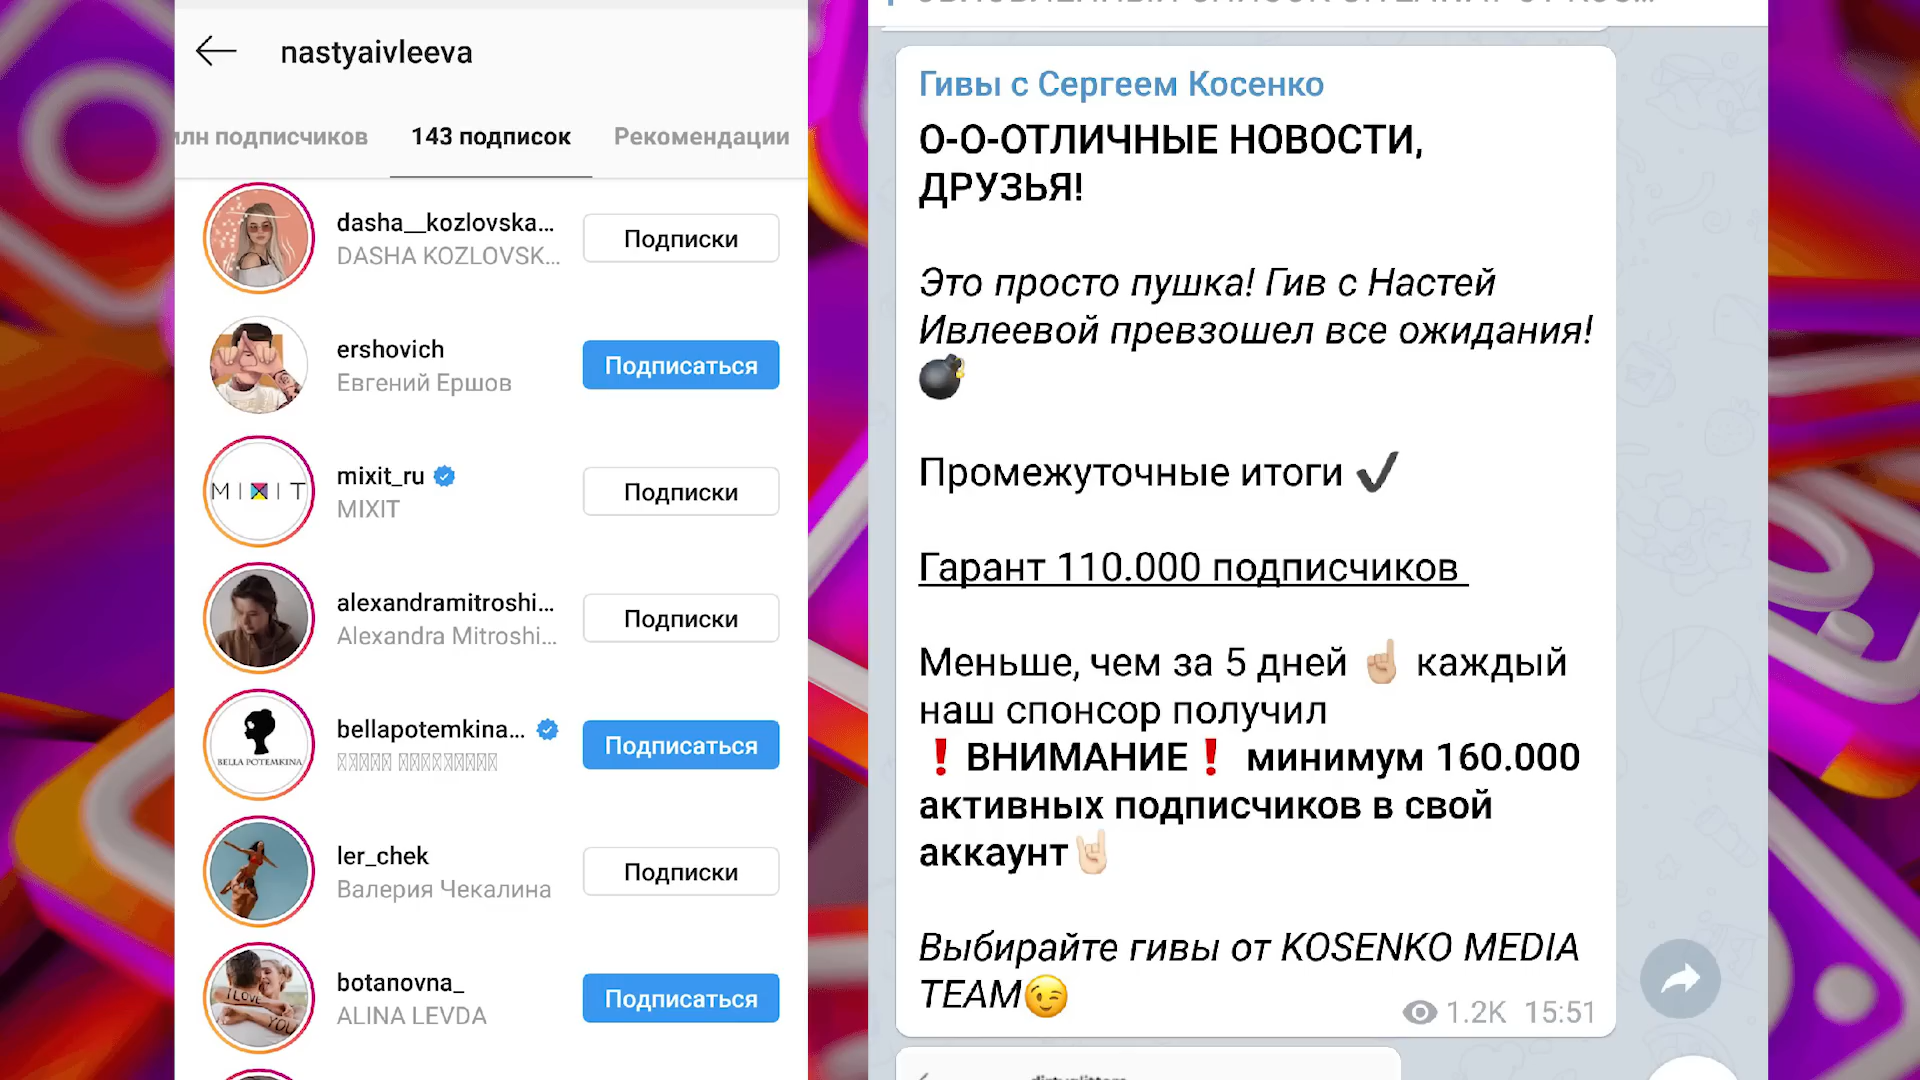 nastyaivleeva
лн подписчиков
143 подписок
Рекомендации
dasha__kozlovska...
DASHA KOZLOVSK...
Подписки
ershovich
Евгений Ершов
Подписаться
MIXIT
mixit_ru
MIXIT
Подписки
alexandramitroshi...
Alexandra Mitroshi...
Подписки
BELLA POTEMKINA
bellapotemkina...
Подписаться
ler_chek
Валерия Чекалина
Подписки
I LOVE
YOU
botanovna_
ALINA LEVDA
Подписаться
Гивы с Сергеем Косенко
О-О-ОТЛИЧНЫЕ НОВОСТИ,
ДРУЗЬЯ!
Это просто пушка! Гив с Настей
Ивлеевой превзошел все ожидания!
💣
Промежуточные итоги ✔
Гарант 110.000 подписчиков
Меньше, чем за 5 дней ☝🏻 каждый
наш спонсор получил
❗ВНИМАНИЕ❗ минимум 160.000
активных подписчиков в свой
аккаунт🤘🏻
Выбирайте гивы от KOSENKO MEDIA
TEAM😉
1.2K 15:51